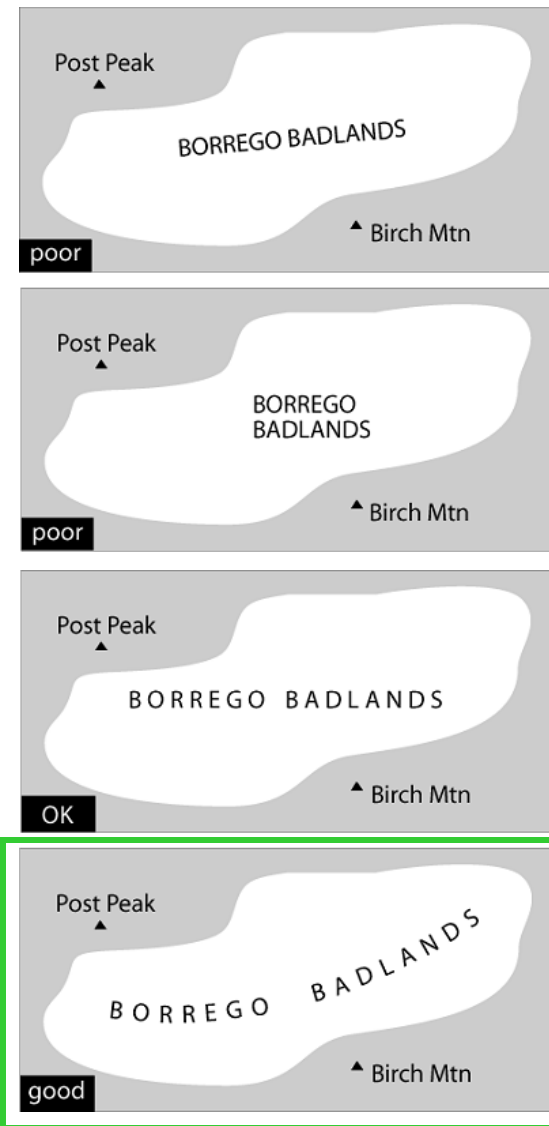 Post Peak
BORREGO BADLANDS
Birch Mtn
poor
Post Peak
BORREGO
BADLANDS
Birch Mtn
poor
Post Peak
BORREGO BADLANDS
Birch Mtn
OK
Post Peak
BORREGO BADLANDS
Birch Mtn
good